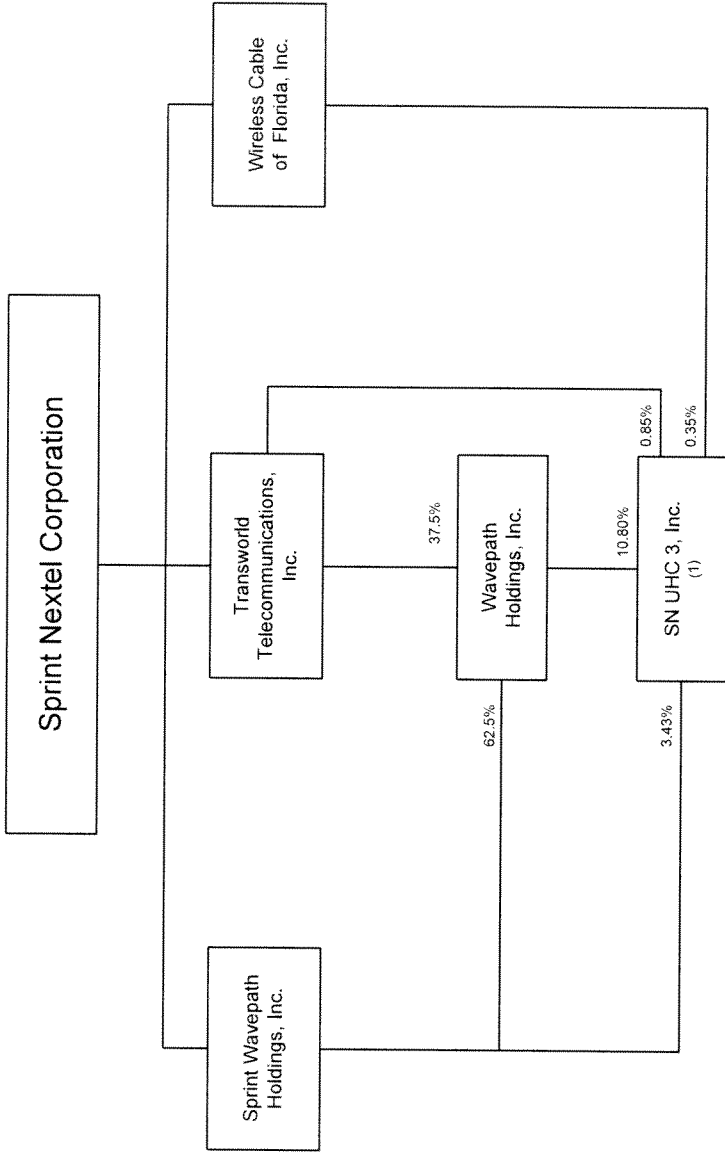 Sprint Nextel Corporation
Sprint Wavepath
Holdings, Inc.
Transworld
Telecommunications,
Inc.
Wireless Cable
of Florida, Inc.
37.5%
62.5%
Wavepath
Holdings, Inc.
10.80%
0.85%
3.43%
0.35%
SN UHC 3, Inc.
(1)